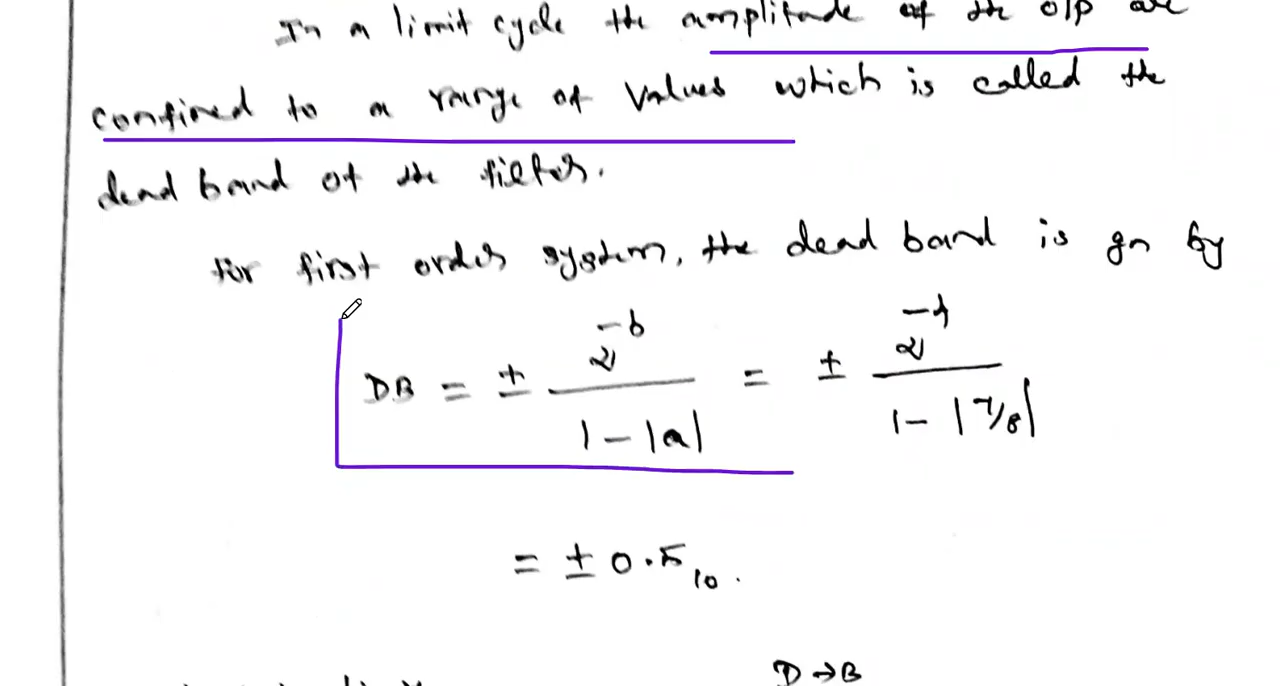 In a limit cycle the amplitude of the o/p are
confined to a range of values which is called the
dead band of the filter.
For first order system, the dead band is gn by
DB = ± 2^-b / 1-|a| = ± 2^-4 / 1-|7/8|
= ± 0.5 10.
D→B